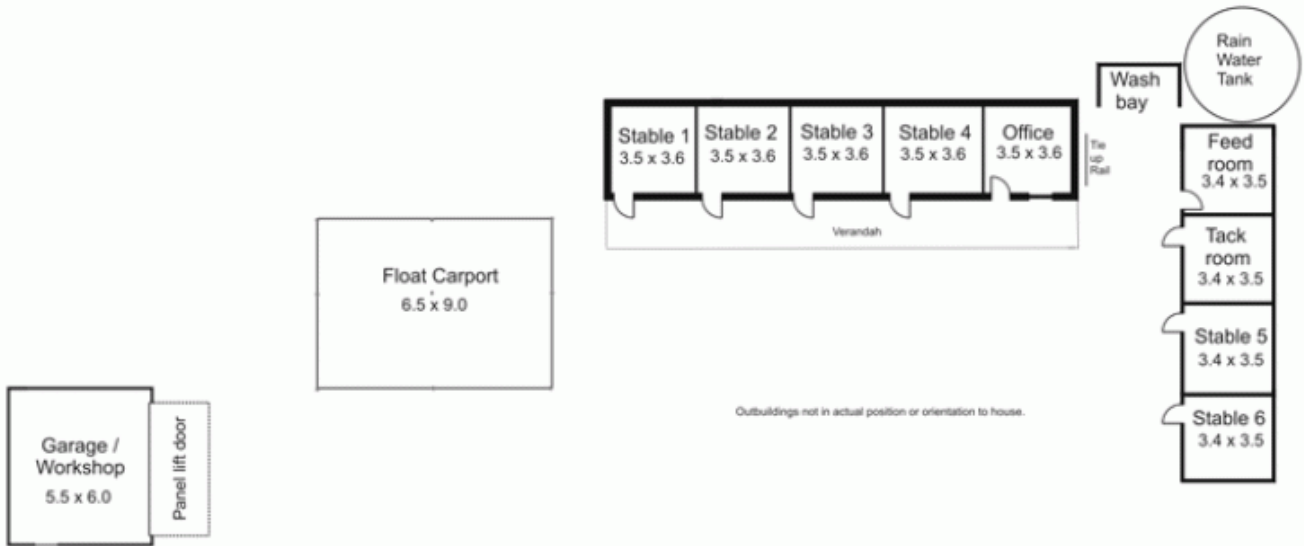 Rain
Water
Tank
Wash
bay
Stable 1
3.5 x 3.6
Stable 2
3.5 x 3.6
Stable 3
3.5 x 3.6
Stable 4
3.5 x 3.6
Office
3.5 x 3.6
Tie
up
Rail
Feed
room
3.4 x 3.5
Verandah
Tack
room
3.4 x 3.5
Float Carport
6.5 x 9.0
Stable 5
3.4 x 3.5
Outbuildings not in actual position or orientation to house.
Stable 6
3.4 x 3.5
Garage /
Workshop
5.5 x 6.0
Panel lift door